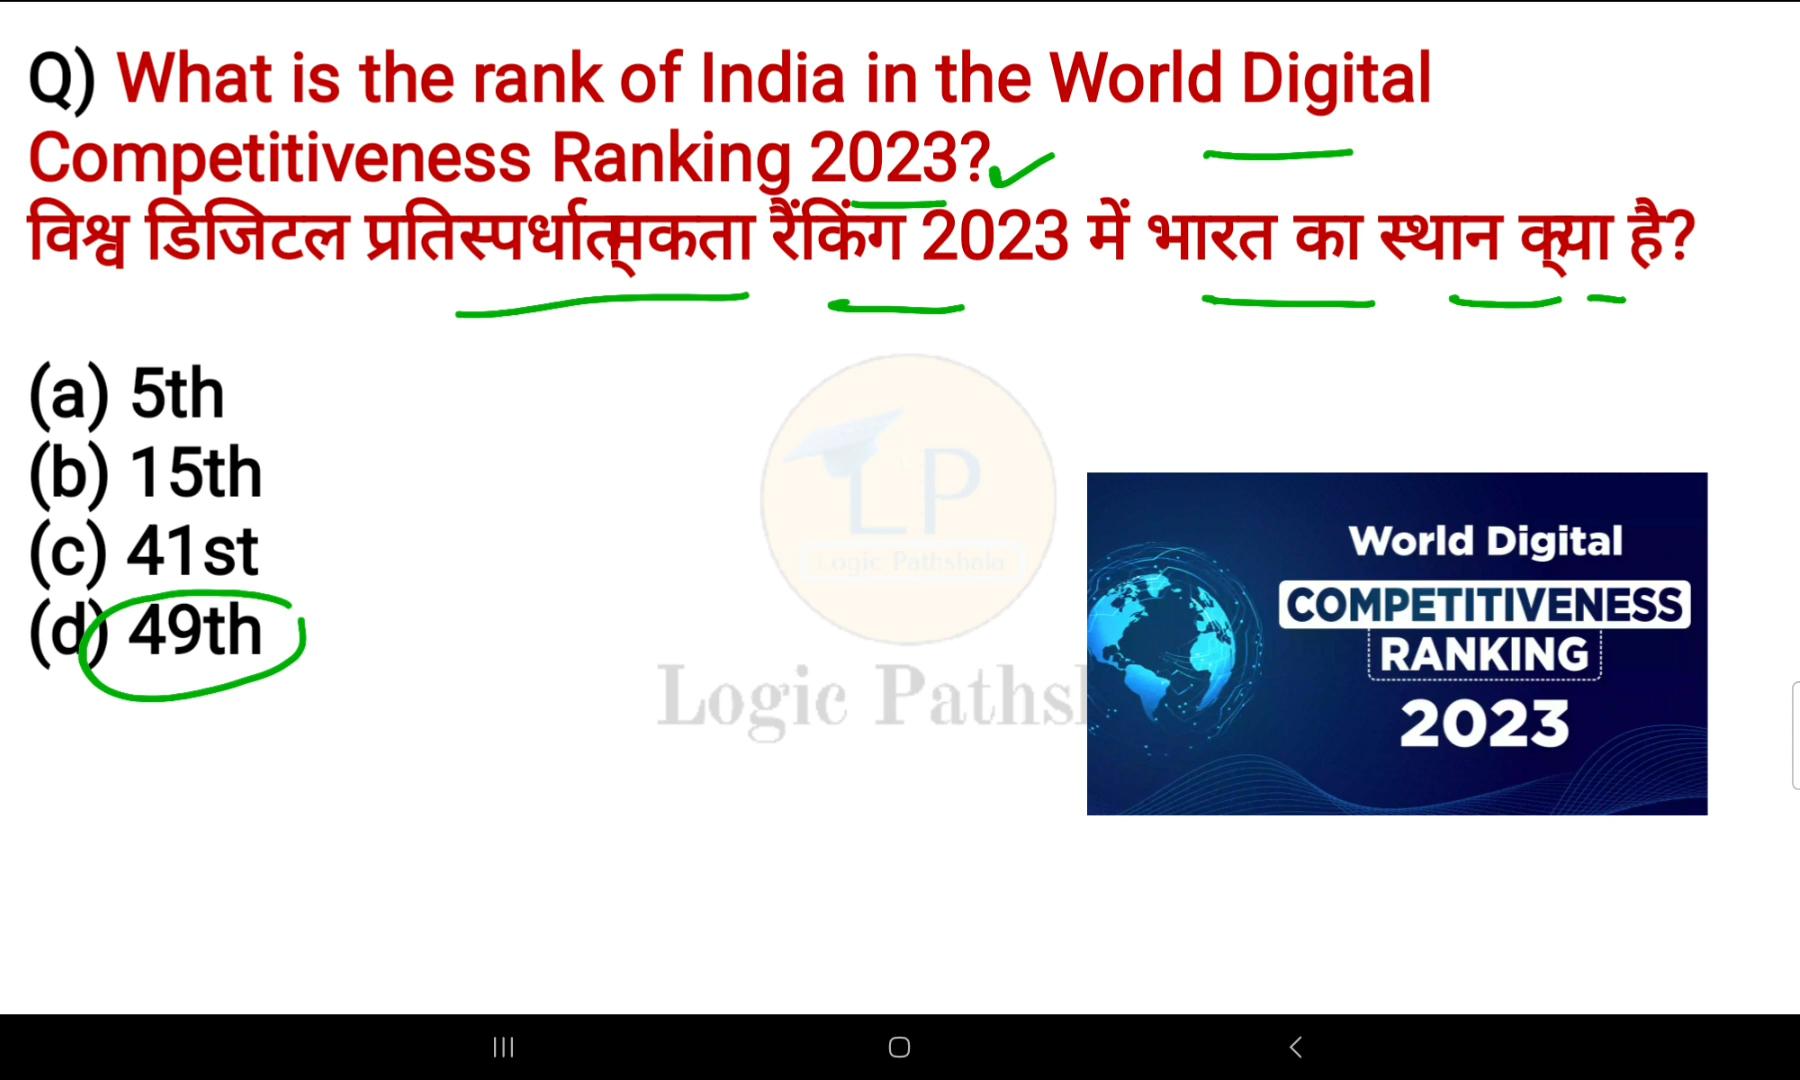 Q) What is the rank of India in the World Digital
Competitiveness Ranking 2023?
विश्व डिजिटल प्रतिस्पर्धात्मकता रैंकिंग 2023 में भारत का स्थान क्या है?
(a) 5th
(b) 15th
(c) 41st
(d) 49th
LP
Logic Pathshala
Logic Paths
World Digital
COMPETITIVENESS
RANKING
2023